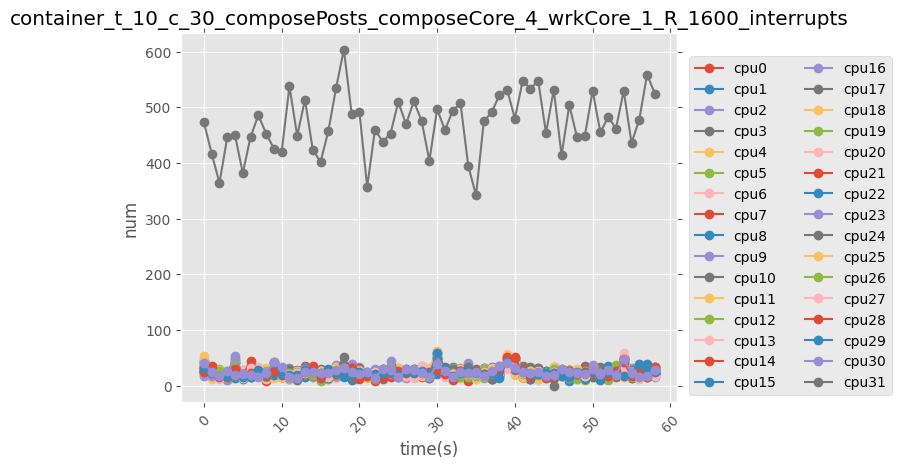 container_t_10_c_30_composePosts_composeCore_4_wrkCore_1_R_1600_interrupts
600
500
400
300
200
100
0
num
0
10
20
30
40
50
60
time(s)
cpu0
cpu1
cpu2
cpu3
cpu4
cpu5
cpu6
cpu7
cpu8
cpu9
cpu10
cpu11
cpu12
cpu13
cpu14
cpu15
cpu16
cpu17
cpu18
cpu19
cpu20
cpu21
cpu22
cpu23
cpu24
cpu25
cpu26
cpu27
cpu28
cpu29
cpu30
cpu31